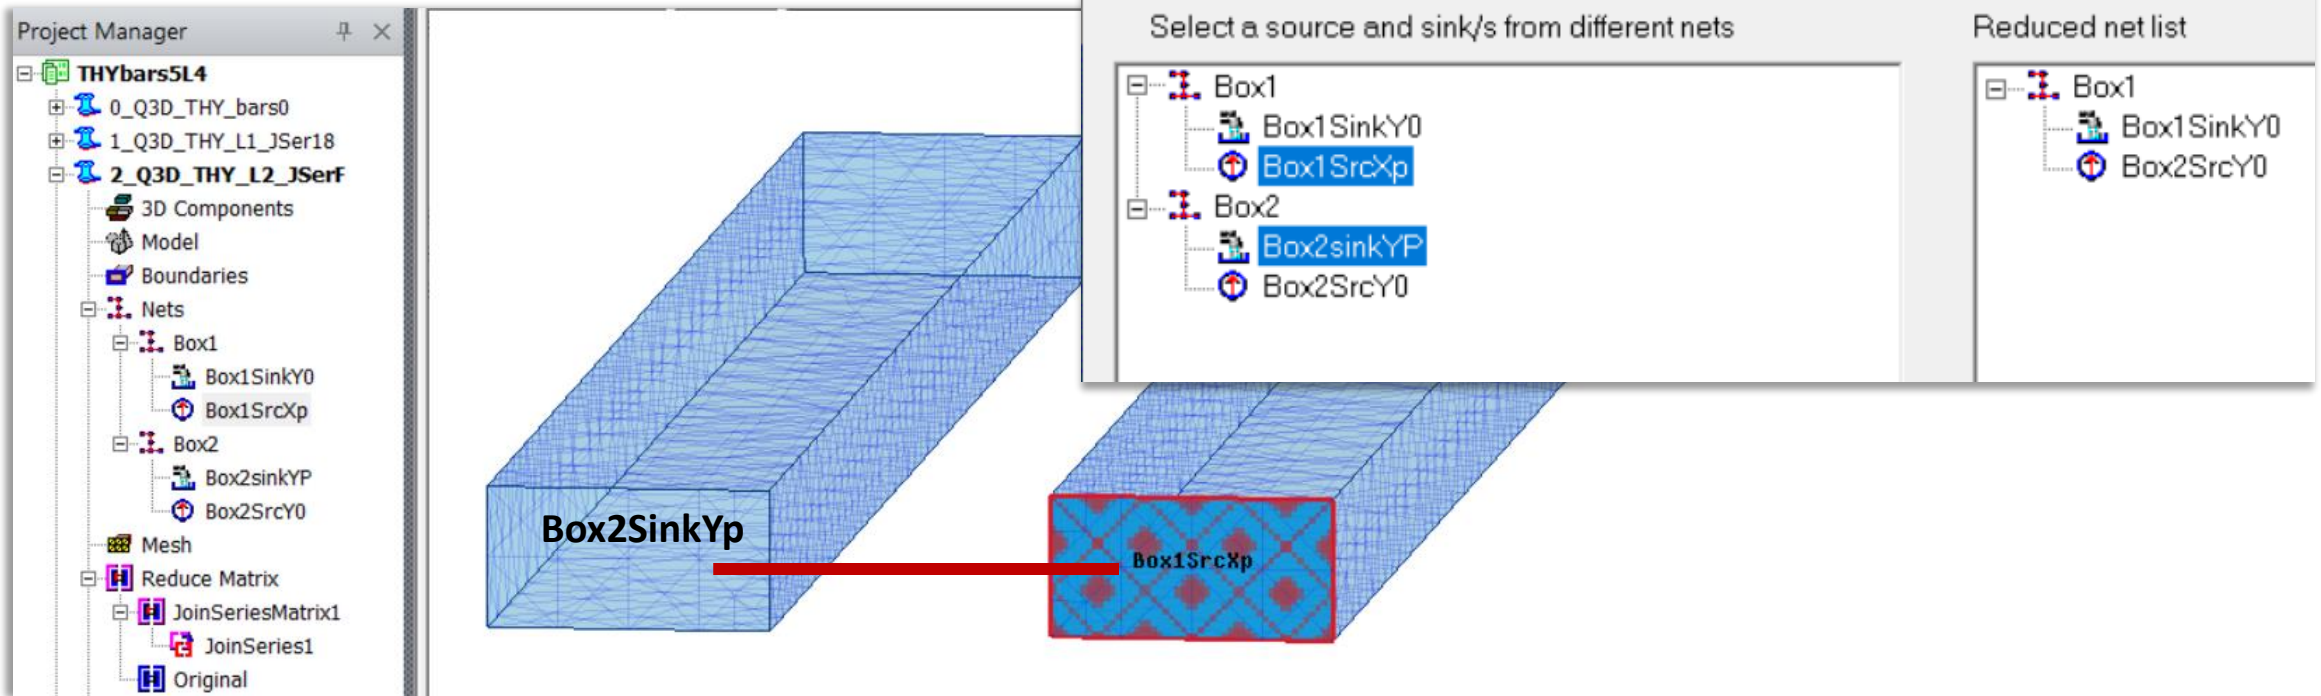 Project Manager
THYbars5L4
0_Q3D_THY_bars0
1_Q3D_THY_L1_JSer18
2_Q3D_THY_L2_JSerF
3D Components
Model
Boundaries
Nets
Box1
Box1SinkY0
Box1SrcXp
Box2
Box2sinkYP
Box2SrcY0
Mesh
Reduce Matrix
JoinSeriesMatrix1
JoinSeries1
Original
Select a source and sink/s from different nets
Box1
Box1SinkY0
Box1SrcXp
Box2
Box2sinkYP
Box2SrcY0
Reduced net list
Box1
Box1SinkY0
Box2SrcY0
Box2SinkYp
Box1SrcXp